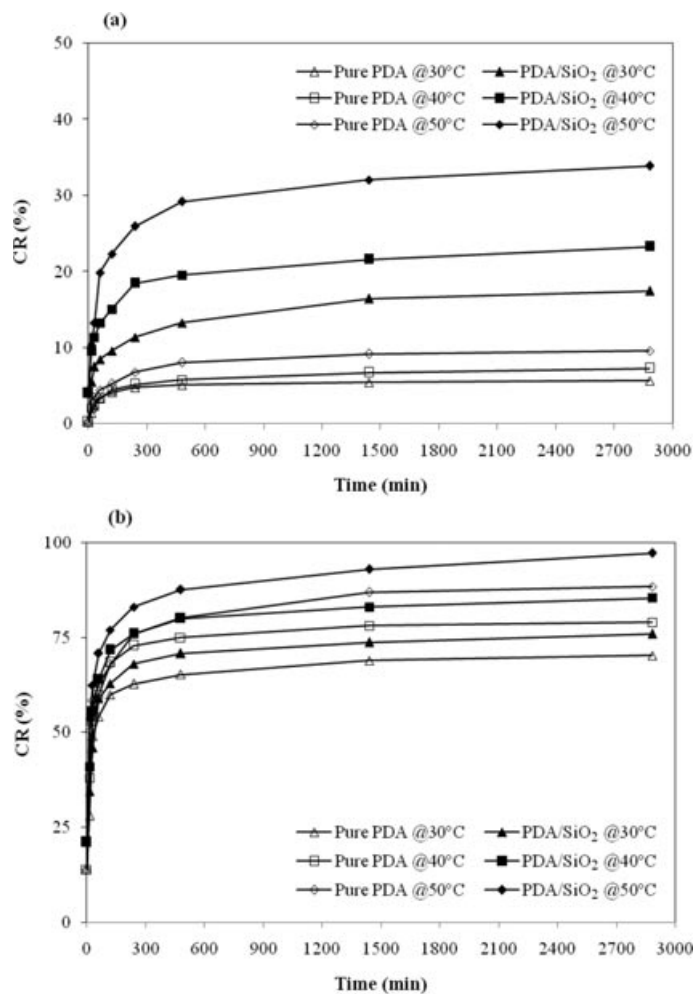 (a)
50
40
30
20
10
0
CR (%)
Pure PDA @30°C
PDA/SiO₂ @30°C
Pure PDA @40°C
PDA/SiO₂ @40°C
Pure PDA @50°C
PDA/SiO₂ @50°C
0 300 600 900 1200 1500 1800 2100 2400 2700 3000
Time (min)
(b)
100
75
50
25
0
CR (%)
Pure PDA @30°C
PDA/SiO₂ @30°C
Pure PDA @40°C
PDA/SiO₂ @40°C
Pure PDA @50°C
PDA/SiO₂ @50°C
0 300 600 900 1200 1500 1800 2100 2400 2700 3000
Time (min)